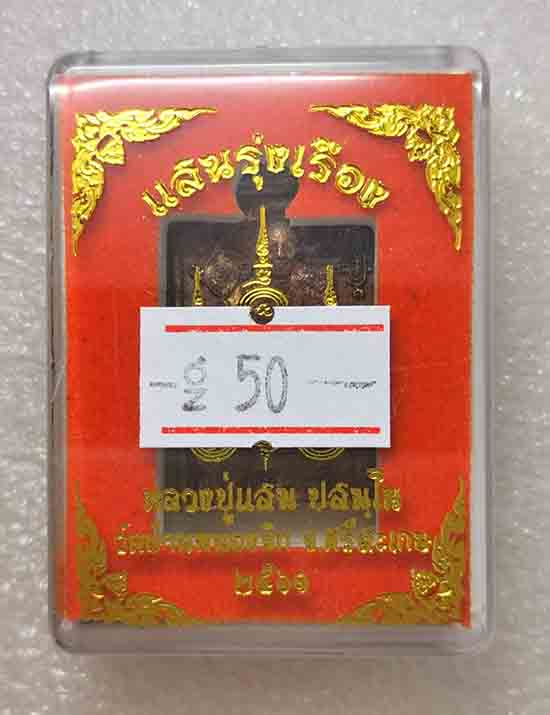 แสนรุ่งเรือง
No. 50
หลวงปู่แสน ปสนฺโน
จ.ศรีสะเกษ
๒๕๖๑